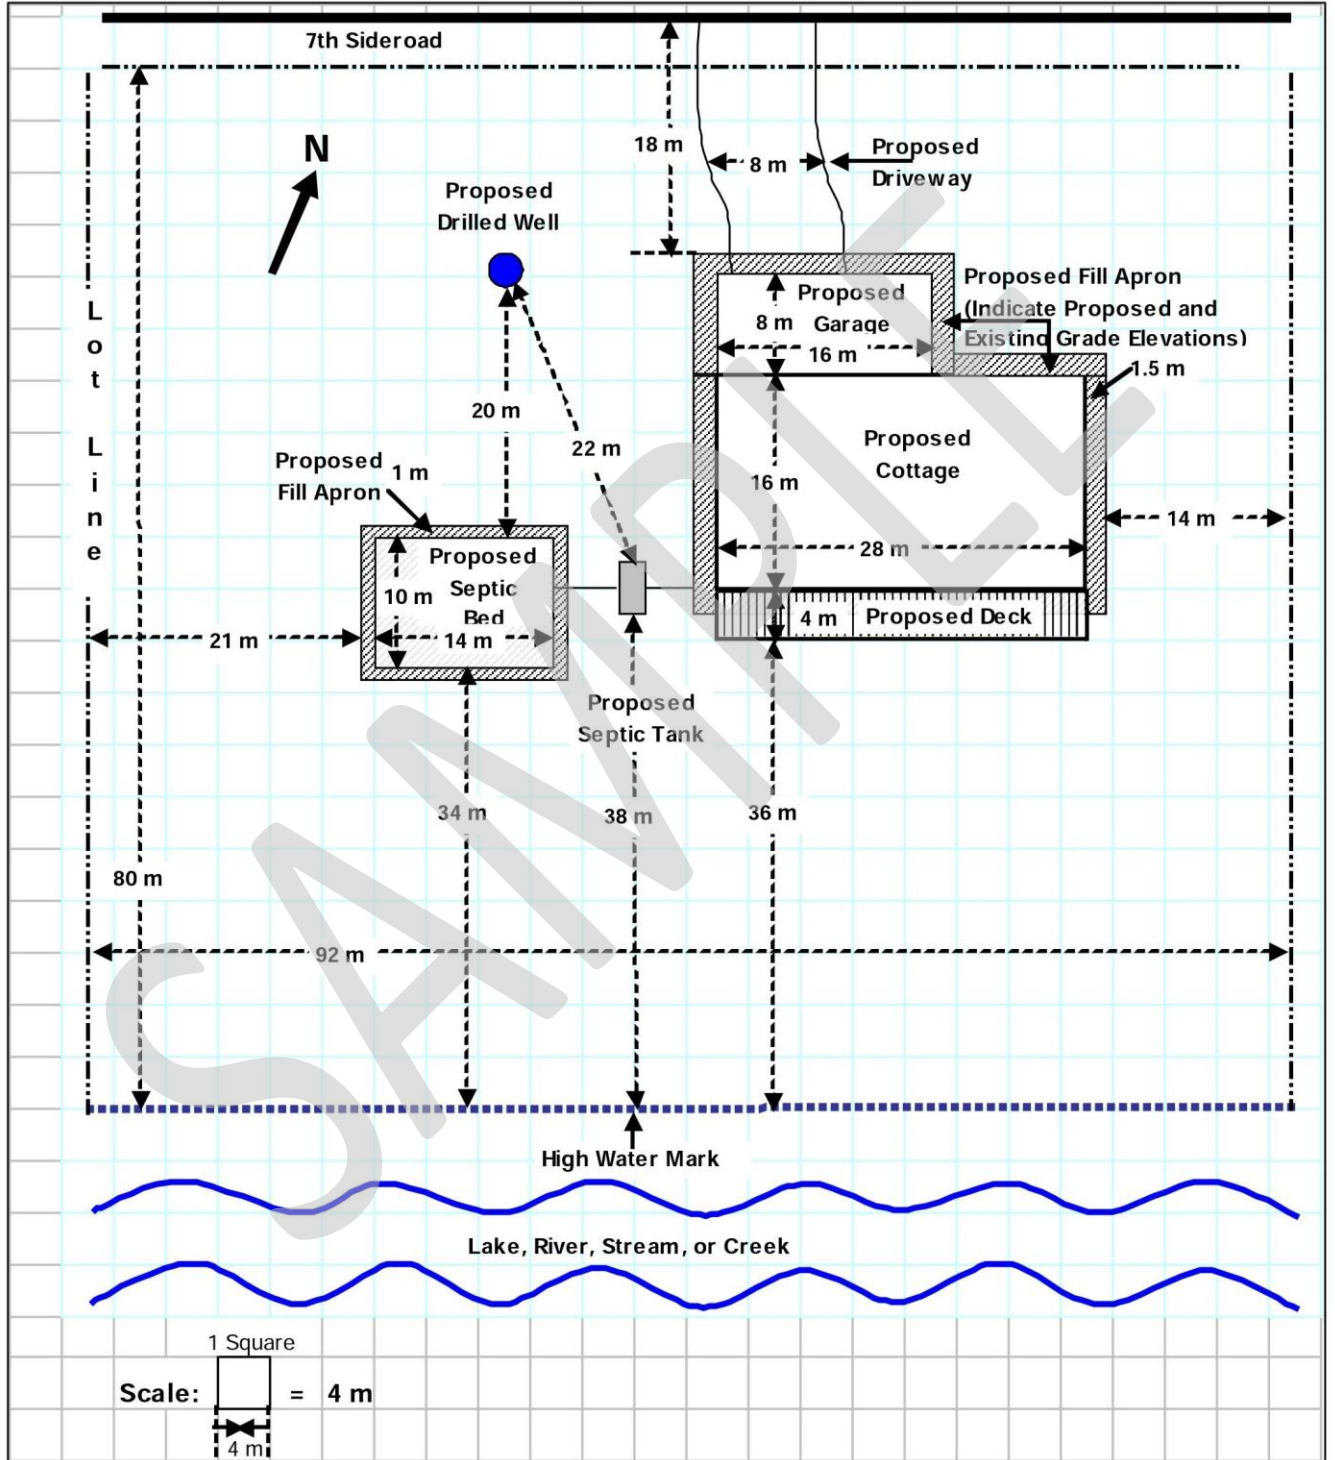 7th Sideroad
18 m
N
8 m
Proposed
Driveway
Proposed
Drilled Well
Proposed
Garage
8 m
16 m
Proposed Fill Apron
(Indicate Proposed and
Existing Grade Elevations)
1.5 m
Lot Line
20 m
22 m
Proposed
Cottage
Proposed
Fill Apron
1 m
16 m
14 m
28 m
Proposed
Septic
Bed
10 m
14 m
4 m
Proposed Deck
21 m
Proposed
Septic Tank
34 m
38 m
36 m
80 m
92 m
SAMPLE
High Water Mark
Lake, River, Stream, or Creek
1 Square
Scale: = 4 m
4 m